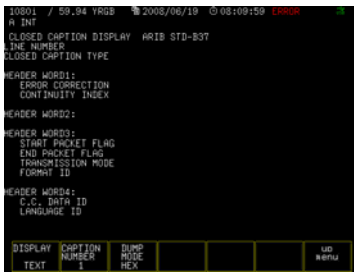 1080i / 59.94 YRGB 2008/06/19 08:09:59 ERROR
A INT
CLOSED CAPTION DISPLAY ARIB STD-B37
LINE NUMBER
CLOSED CAPTION TYPE
HEADER WORD1:
ERROR CORRECTION
CONTINUITY INDEX
HEADER WORD2:
HEADER WORD3:
START PACKET FLAG
END PACKET FLAG
TRANSMISSION MODE
FORMAT ID
HEADER WORD4:
C.C. DATA ID
LANGUAGE ID
DISPLAY
TEXT
CAPTION
NUMBER
1
DUMP
MODE
HEX
up
menu